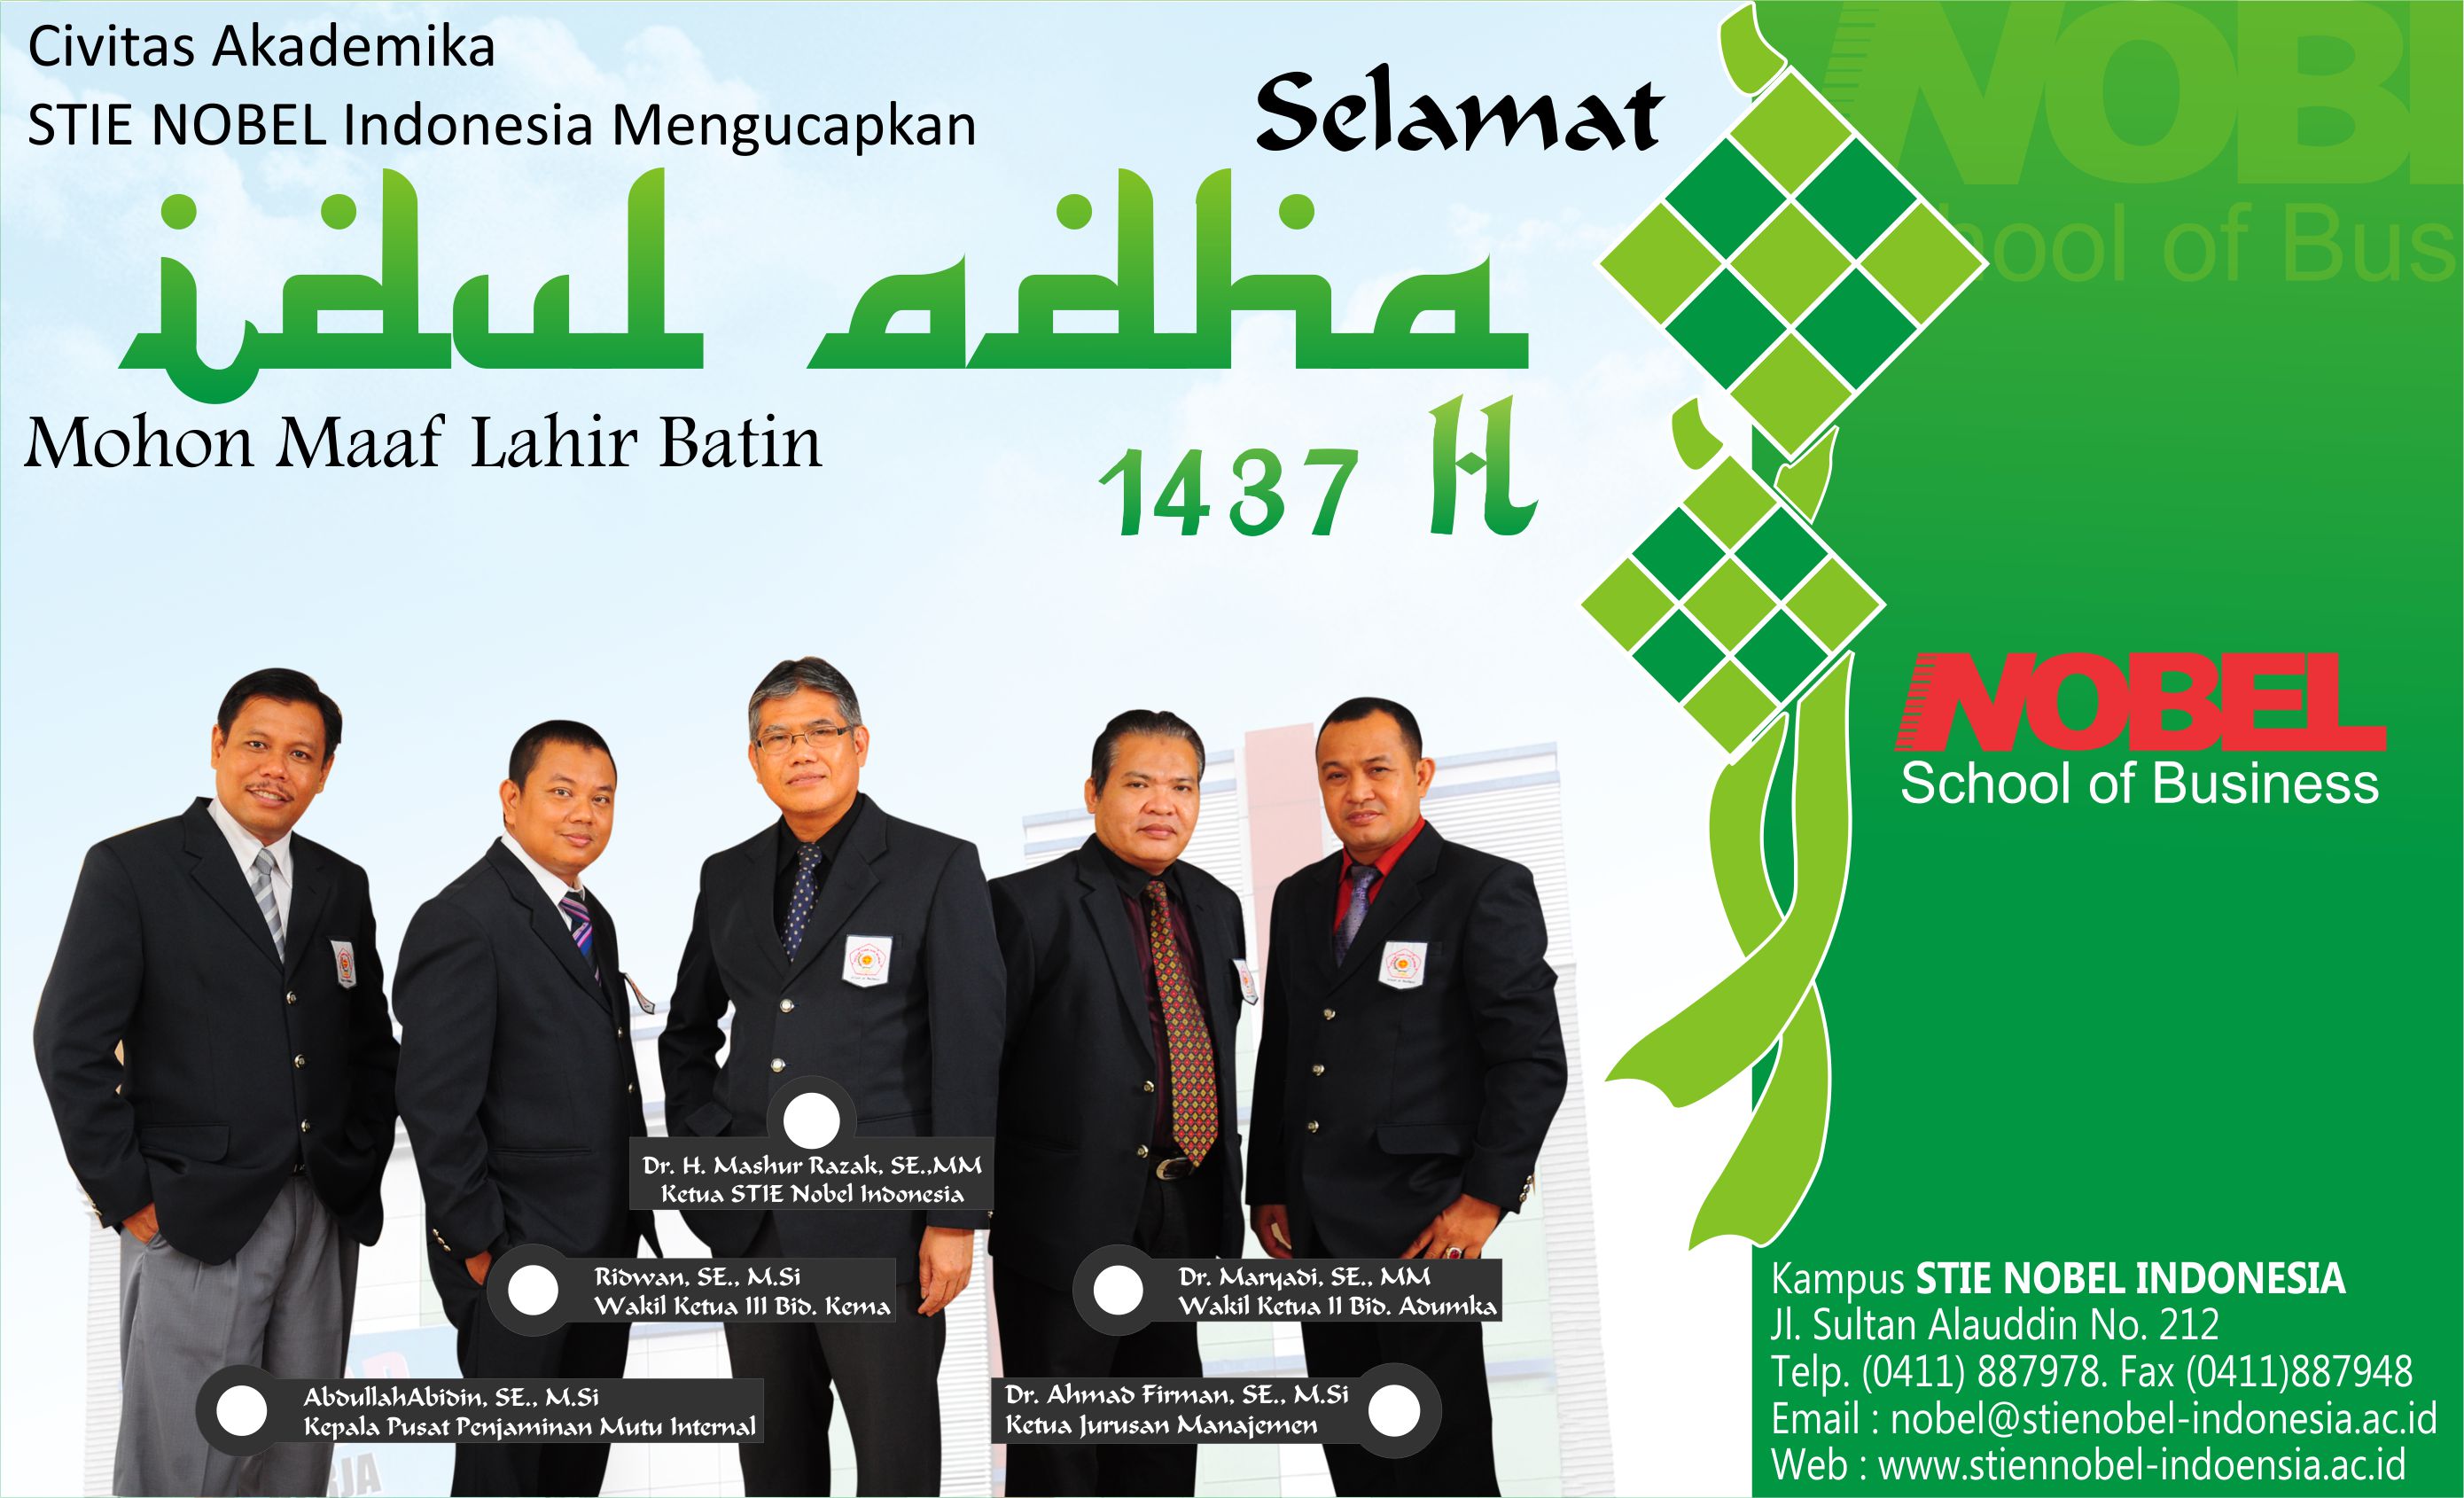 Civitas Akademika
STIE NOBEL Indonesia Mengucapkan
Selamat
idul adha
Mohon Maaf Lahir Batin
1437 H
NOBE
hool of Bus
NOBEL
School of Business
Dr. H. Mashur Razak, SE.,MM
Ketua STIE Nobel Indonesia
Ridwan, SE., M.Si
Wakil Ketua III Bid. Kema
Dr. Maryadi, SE., MM
Wakil Ketua II Bid. Adumka
AbdullahAbidin, SE., M.Si
Kepala Pusat Penjaminan Mutu Internal
Dr. Ahmad Firman, SE., M.Si
Ketua Jurusan Manajemen
Kampus STIE NOBEL INDONESIA
Jl. Sultan Alauddin No. 212
Telp. (0411) 887978. Fax (0411)887948
Email : nobel@stienobel-indonesia.ac.id
Web : www.stiennobel-indoensia.ac.id